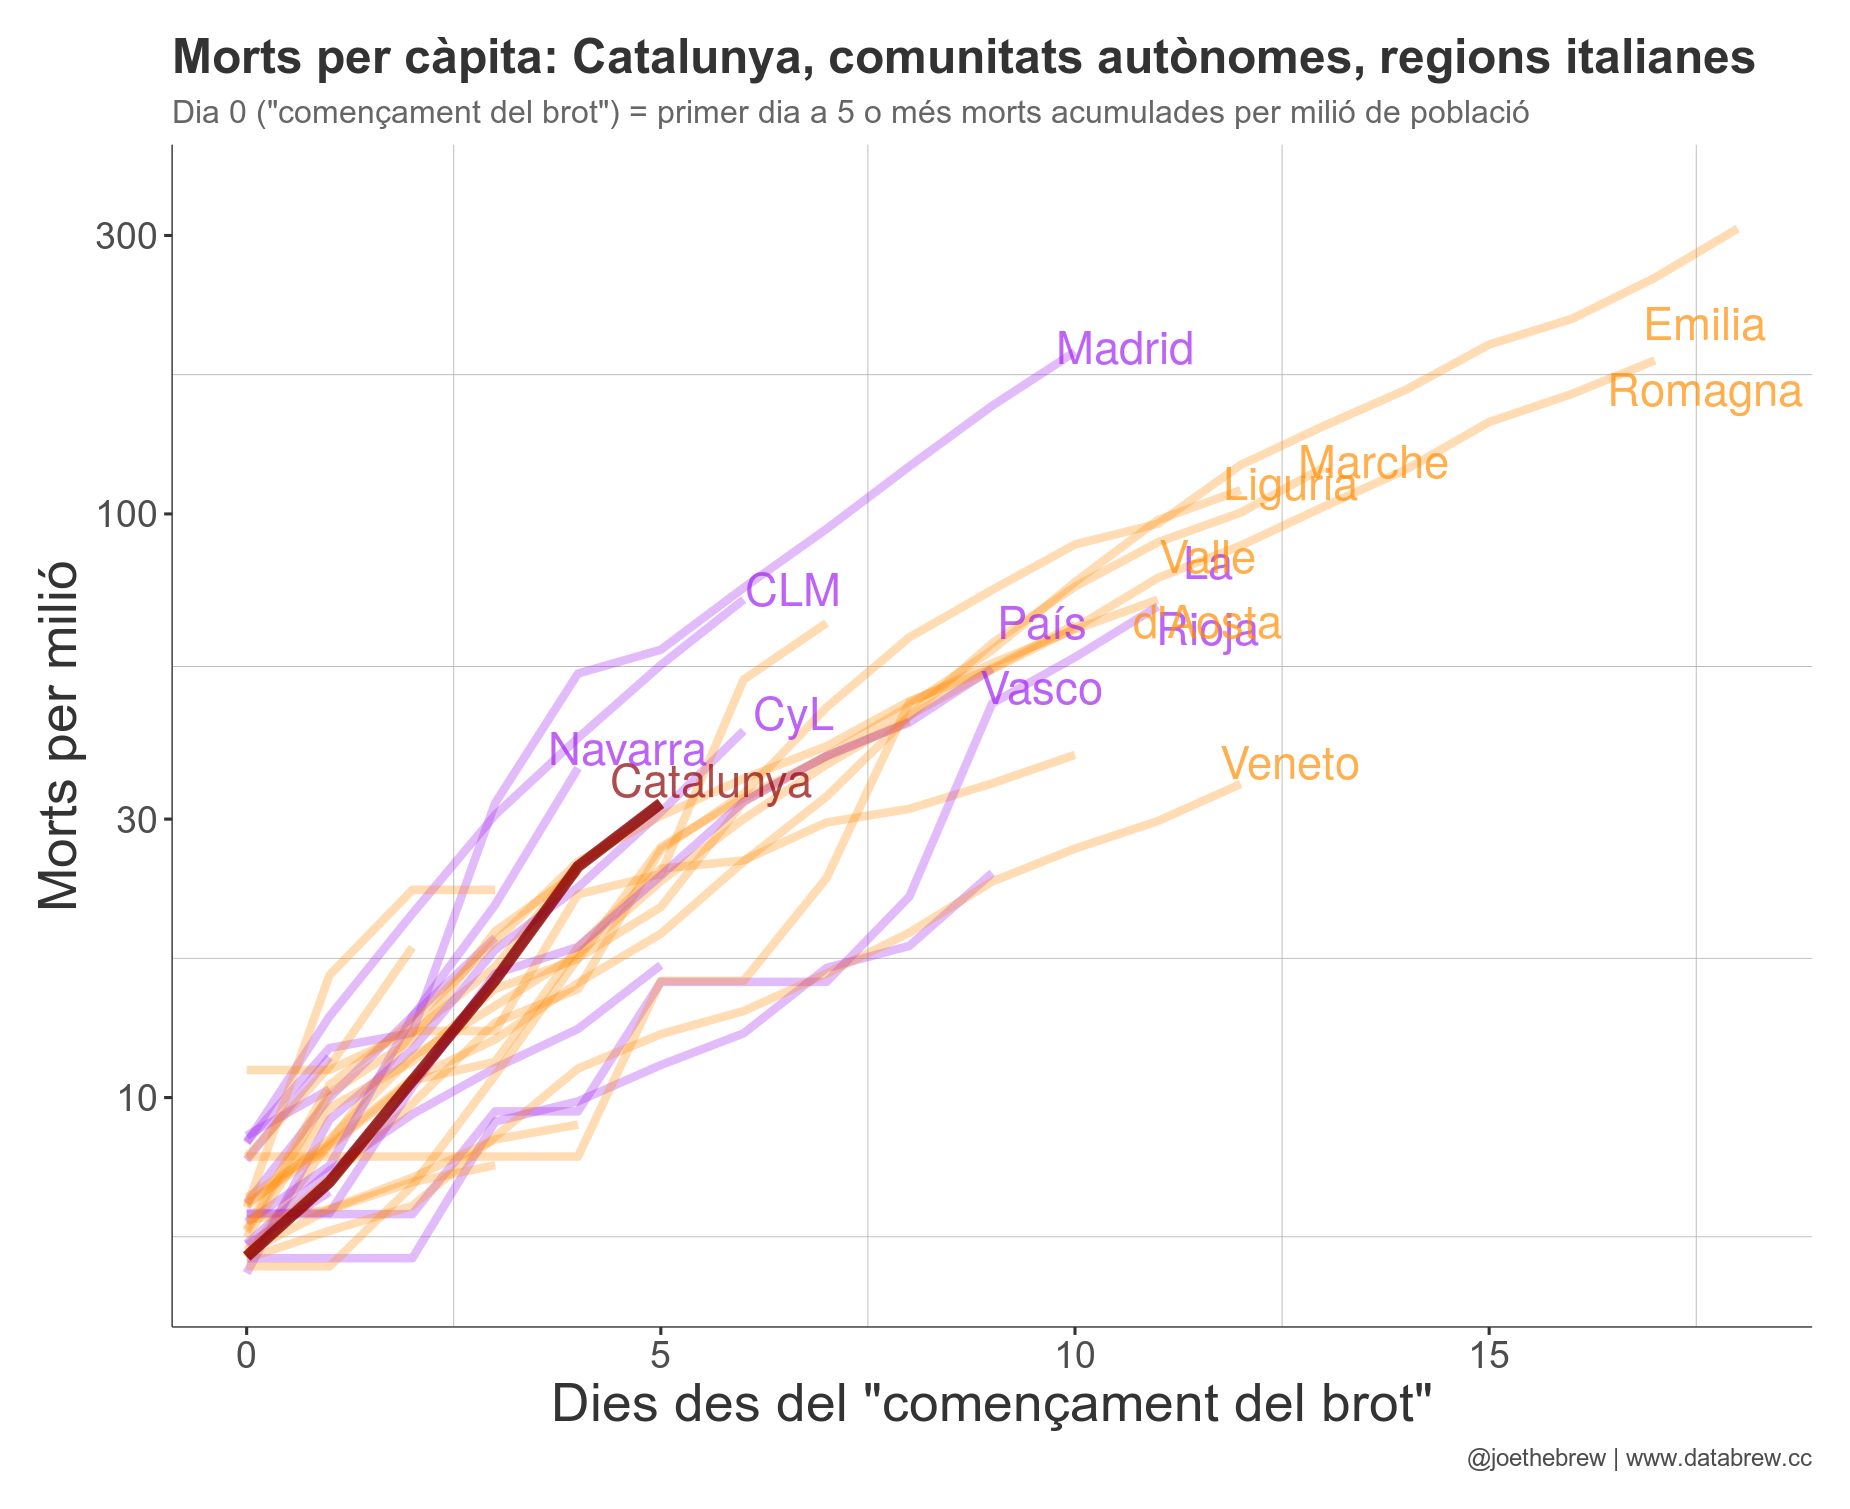 Morts per càpita: Catalunya, comunitats autònomes, regions italianes
Dia 0 ("començament del brot") = primer dia a 5 o més morts acumulades per milió de població
Morts per milió
300
100
30
10
Emilia
Romagna
Madrid
Marche
Liguria
Valle
d'Aosta
La
Rioja
CLM
País
Vasco
CyL
Navarra
Catalunya
Veneto
0
5
10
15
Dies des del "començament del brot"
@joethebrew | www.databrew.cc